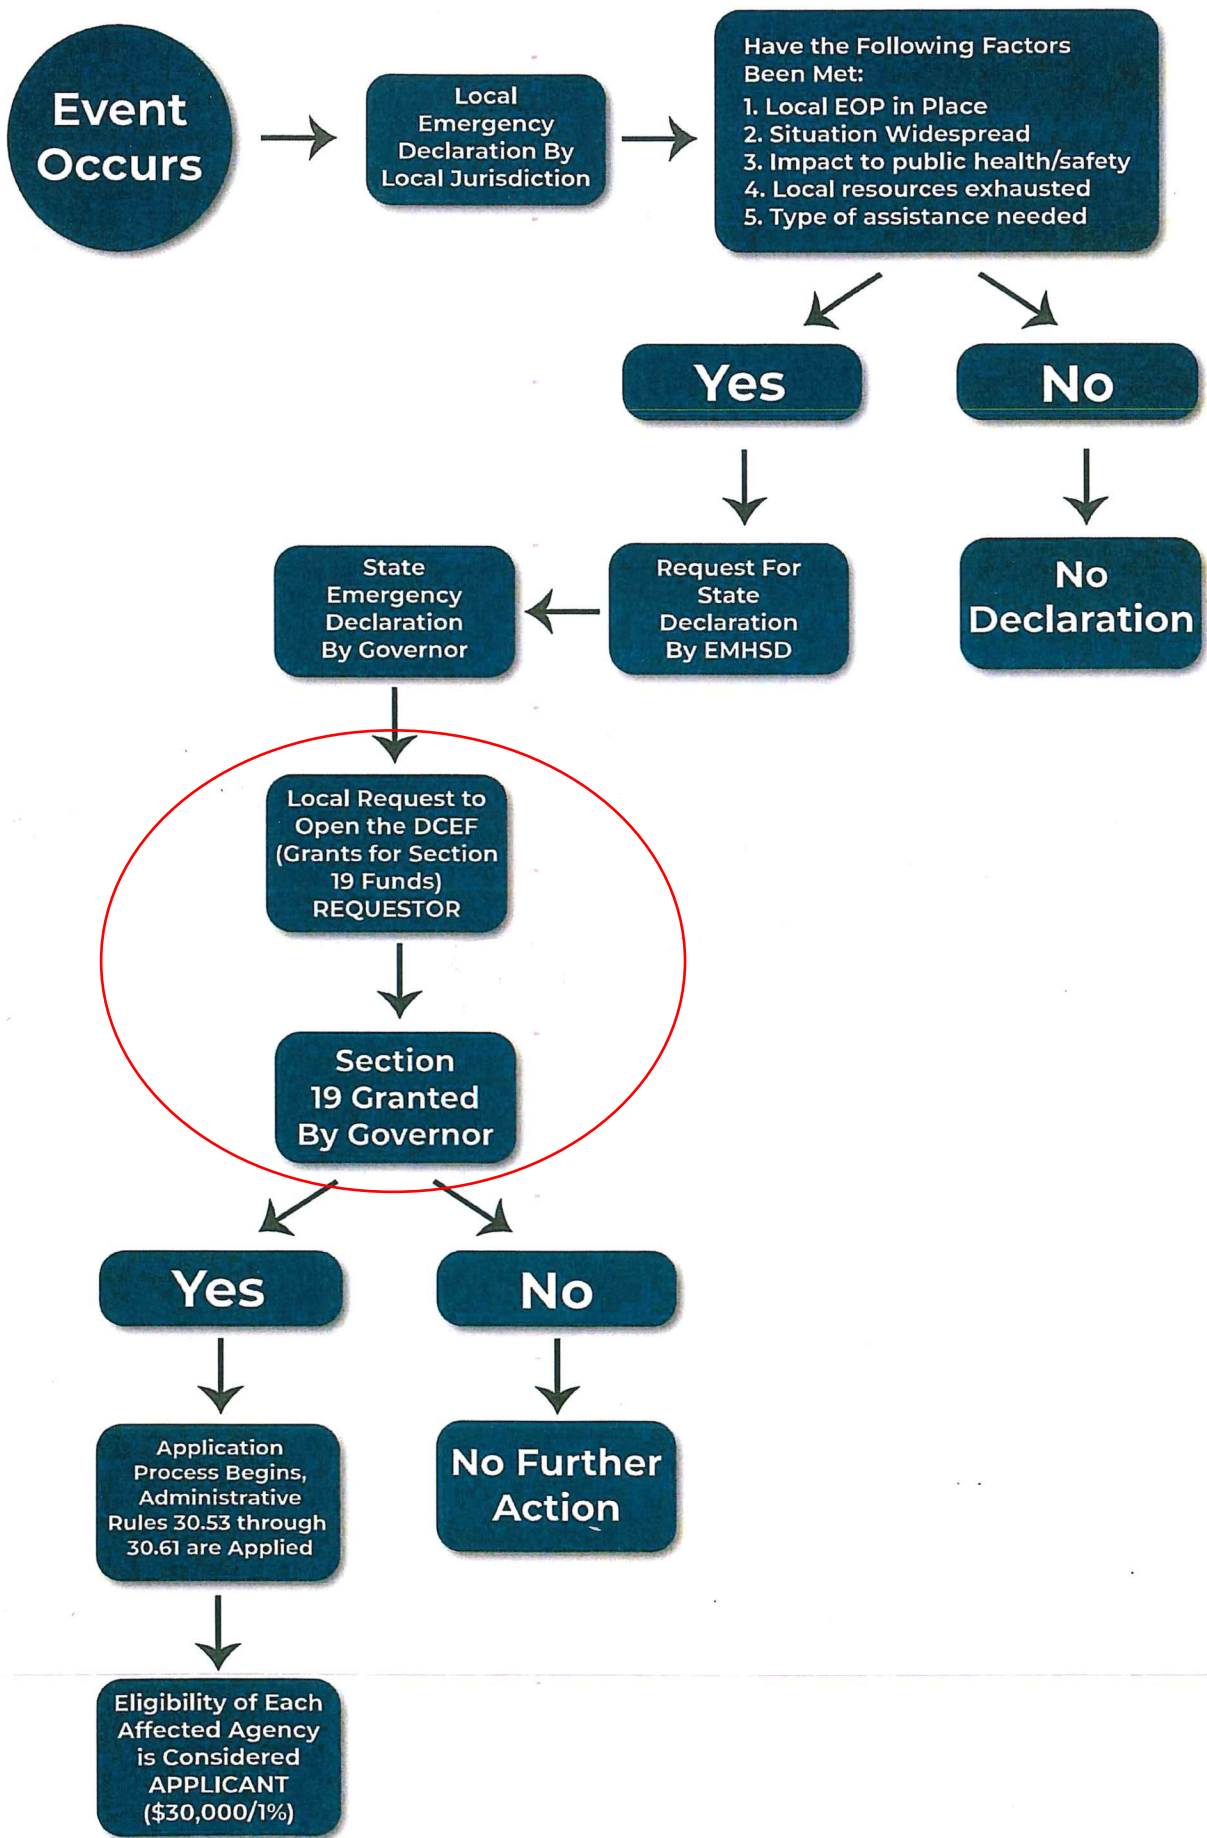 Event
Occurs
Local
Emergency
Declaration By
Local Jurisdiction
Have the Following Factors
Been Met:
1. Local EOP in Place
2. Situation Widespread
3. Impact to public health/safety
4. Local resources exhausted
5. Type of assistance needed
Yes
No
State
Emergency
Declaration
By Governor
Request For
State
Declaration
By EMHSD
No
Declaration
Local Request to
Open the DCEF
(Grants for Section
19 Funds)
REQUESTOR
Section
19 Granted
By Governor
Yes
No
Application
Process Begins,
Administrative
Rules 30.53 through
30.61 are Applied
No Further
Action
Eligibility of Each
Affected Agency
is Considered
APPLICANT
($30,000/1%)